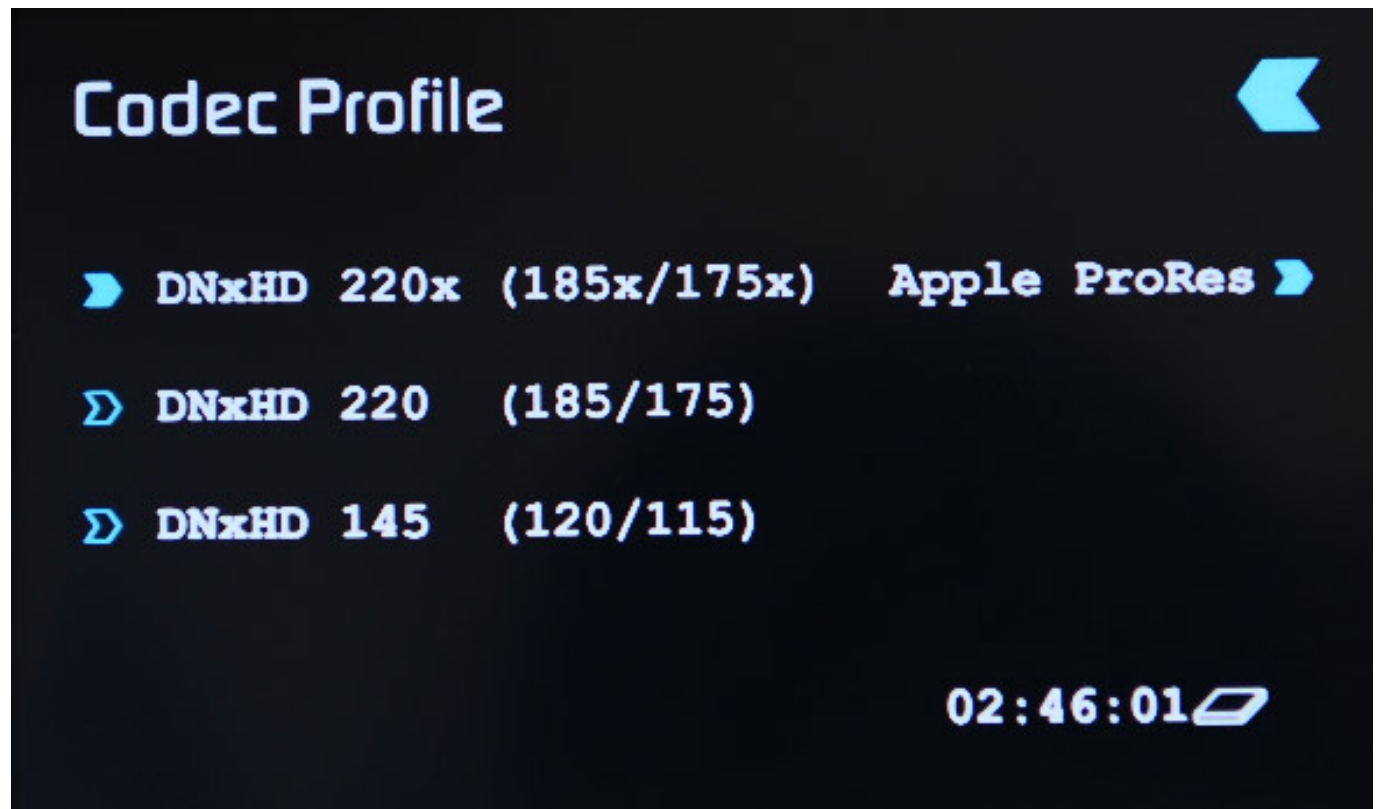 Codec Profile
DNxHD 220x (185x/175x) Apple ProRes
DNxHD 220 (185/175)
DNxHD 145 (120/115)
02:46:01